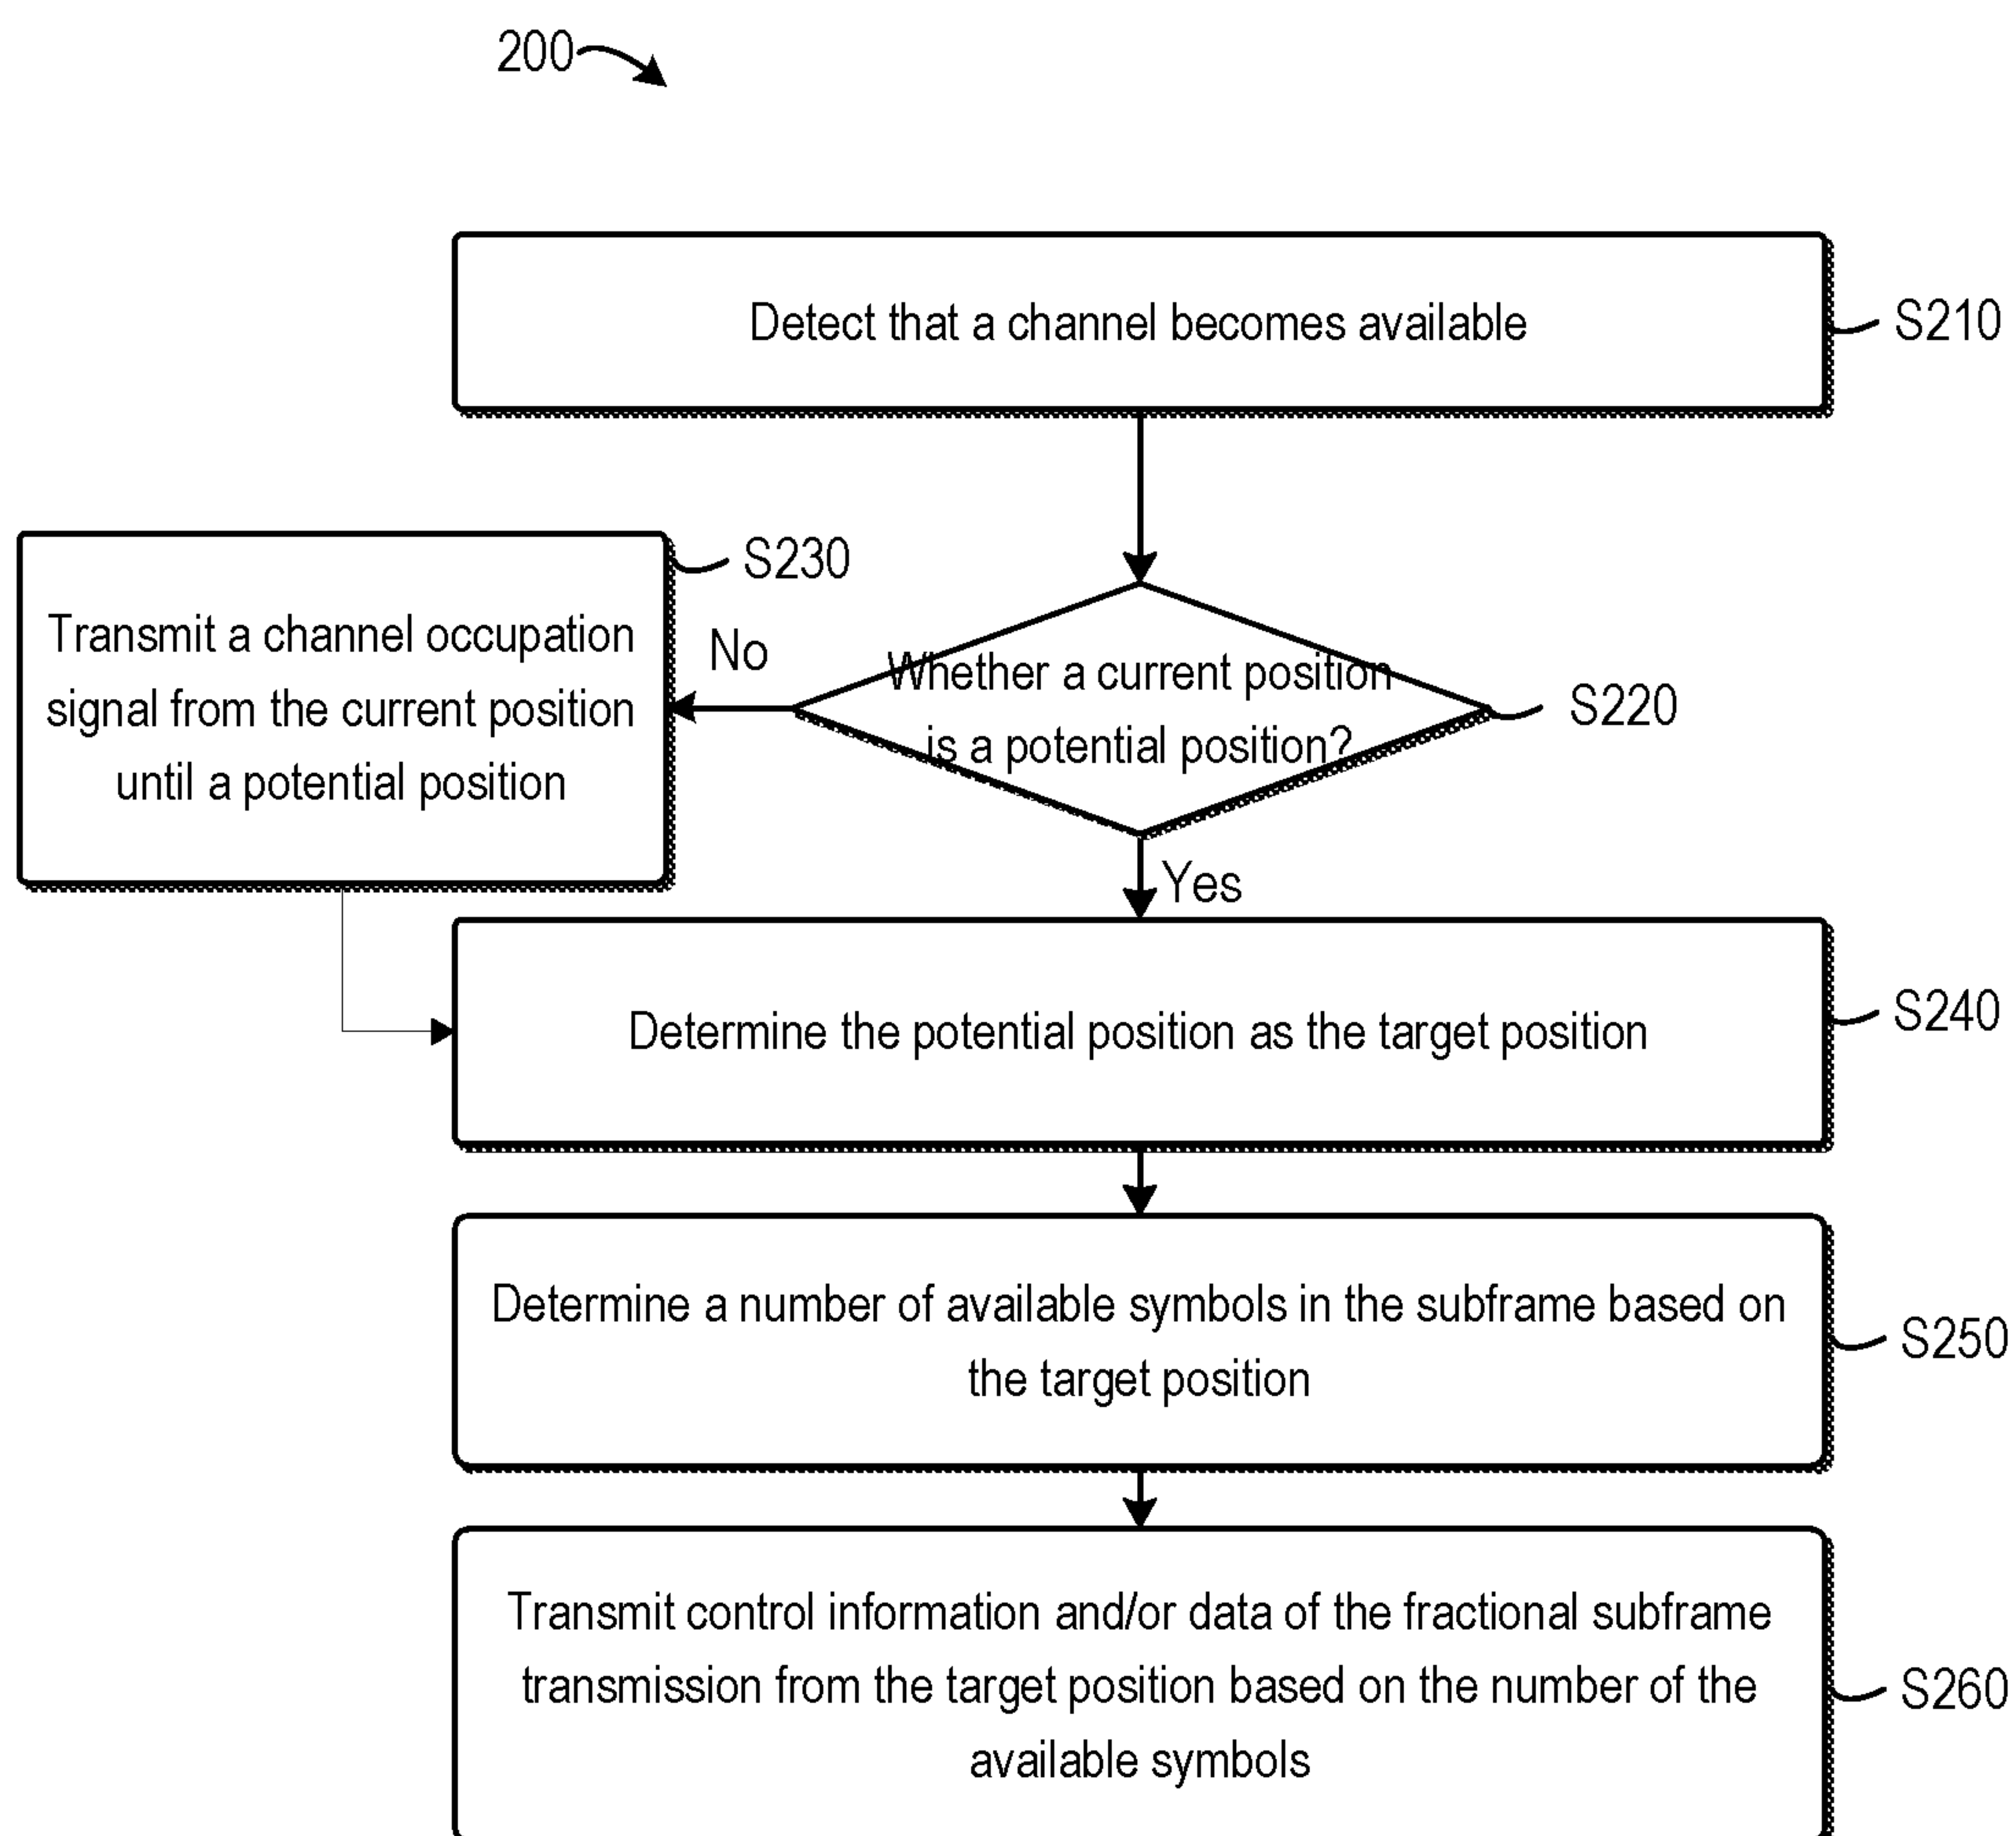 200
Detect that a channel becomes available
S210
S230
Transmit a channel occupation
signal from the current position
until a potential position
No
Whether a current position
is a potential position?
S220
Yes
Determine the potential position as the target position
S240
Determine a number of available symbols in the subframe based on
the target position
S250
Transmit control information and/or data of the fractional subframe
transmission from the target position based on the number of the
available symbols
S260